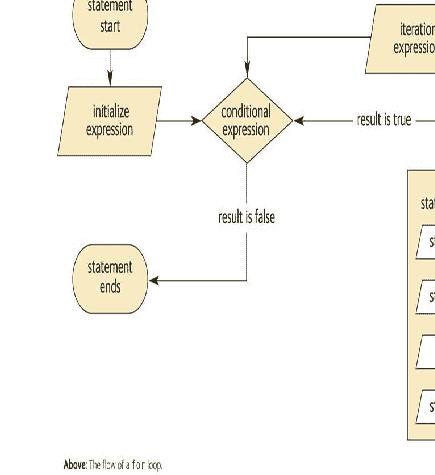 statement
start
iteration
expression
initialize
expression
conditional
expression
result is true
result is false
statement
ends
Above: The flow of a for loop.